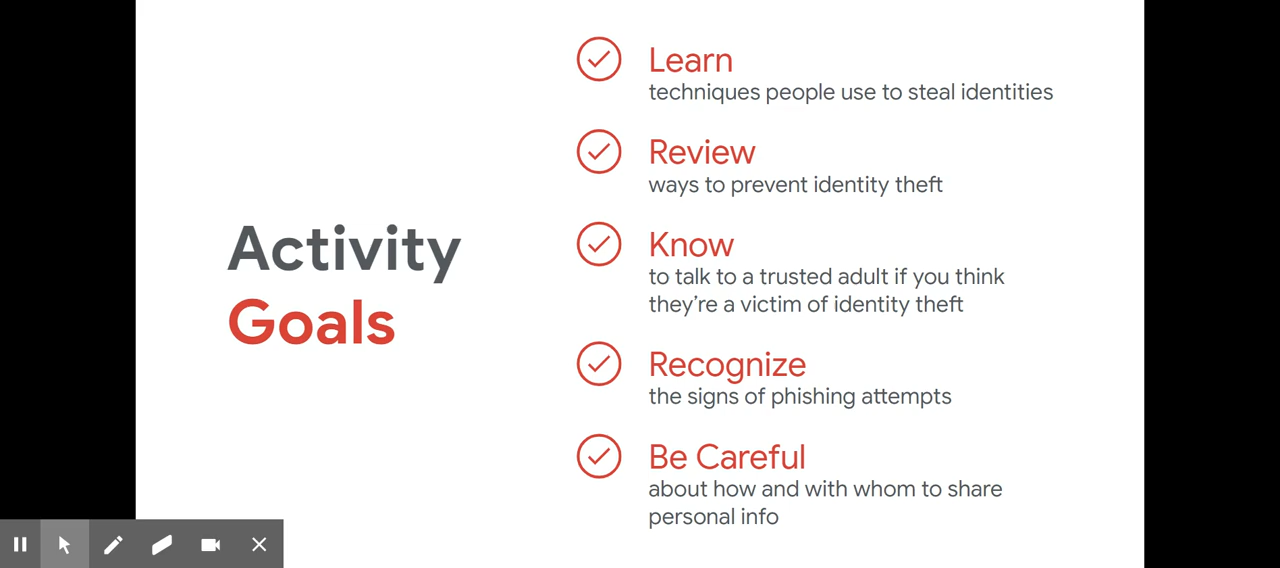 Activity
Goals
Learn
techniques people use to steal identities
Review
ways to prevent identity theft
Know
to talk to a trusted adult if you think
they’re a victim of identity theft
Recognize
the signs of phishing attempts
Be Careful
about how and with whom to share
personal info